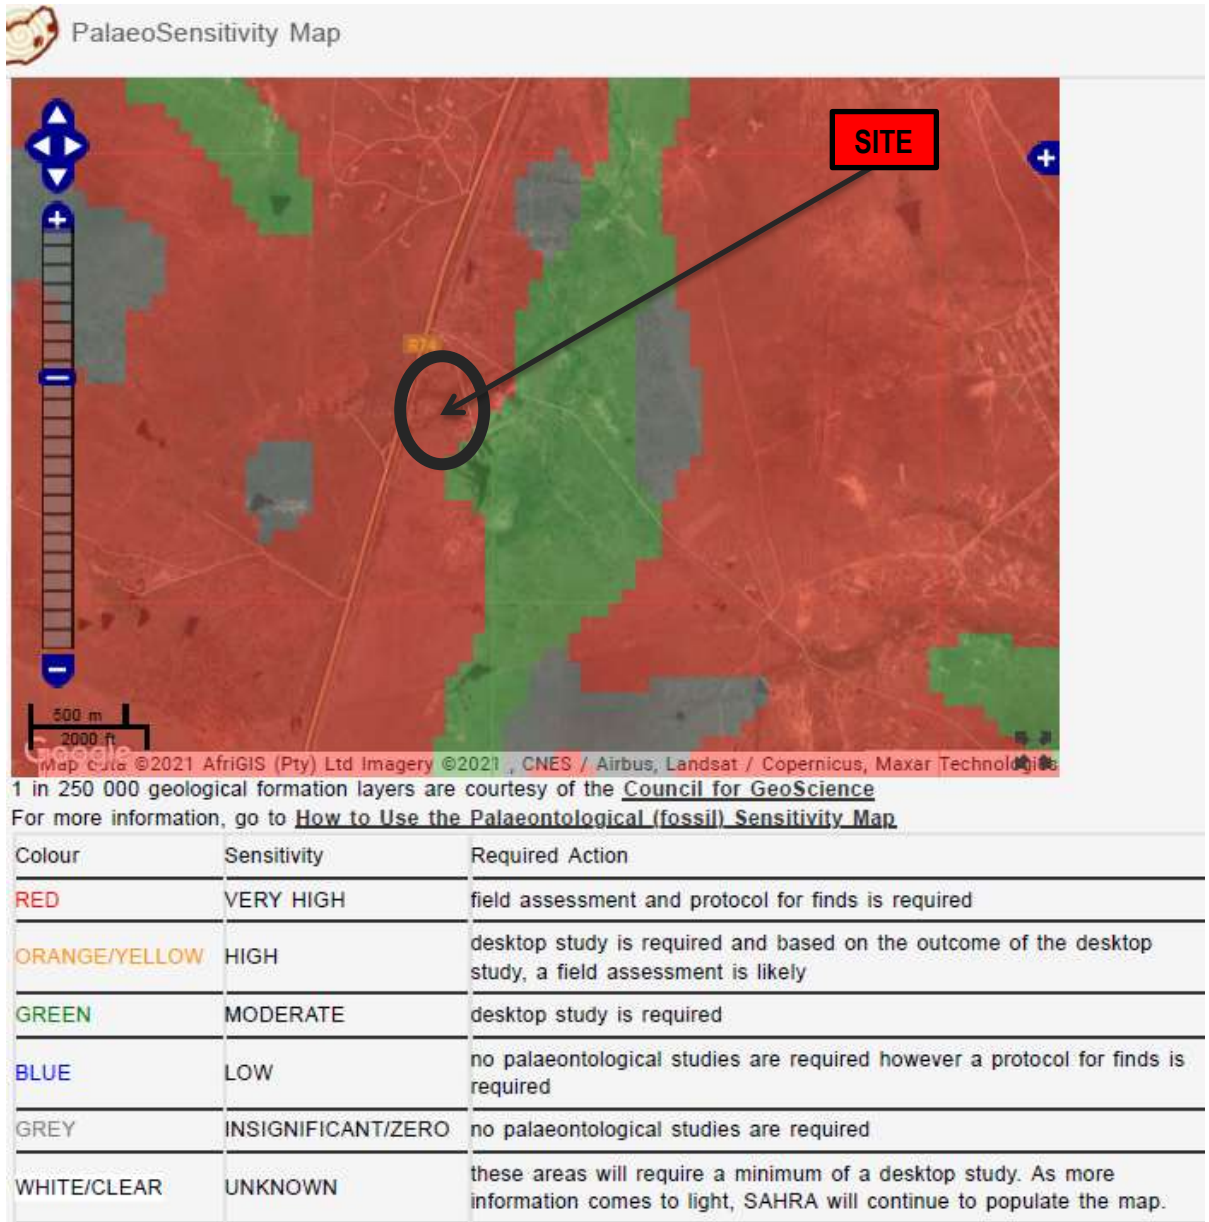 PalaeoSensitivity Map
SITE
R74
500 m
2000 ft
Google
Map data ©2021 AfriGIS (Pty) Ltd Imagery ©2021 , CNES / Airbus, Landsat / Copernicus, Maxar Technologies
1 in 250 000 geological formation layers are courtesy of the Council for GeoScience
For more information, go to How to Use the Palaeontological (fossil) Sensitivity Map
Colour Sensitivity Required Action
RED VERY HIGH field assessment and protocol for finds is required
ORANGE/YELLOW HIGH desktop study is required and based on the outcome of the desktop
study, a field assessment is likely
GREEN MODERATE desktop study is required
BLUE LOW no palaeontological studies are required however a protocol for finds is
required
GREY INSIGNIFICANT/ZERO no palaeontological studies are required
WHITE/CLEAR UNKNOWN these areas will require a minimum of a desktop study. As more
information comes to light, SAHRA will continue to populate the map.